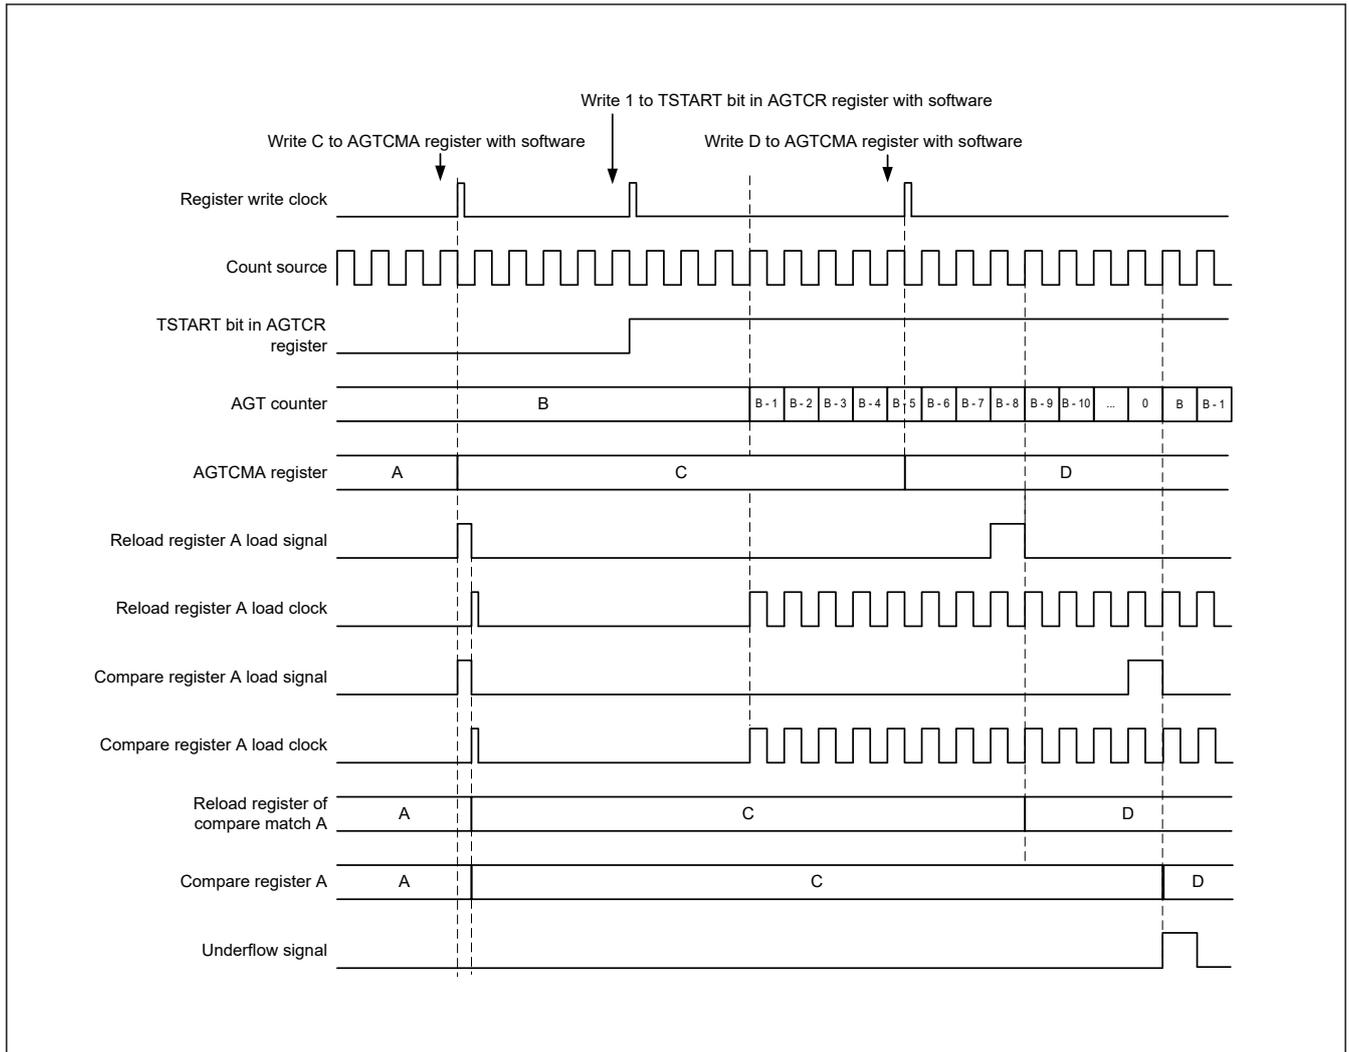 Write 1 to TSTART bit in AGTCR register with software
Write C to AGTCMA register with software
Write D to AGTCMA register with software
Register write clock
Count source
TSTART bit in AGTCR
register
AGT counter
B
B - 1
B - 2
B - 3
B - 4
B - 5
B - 6
B - 7
B - 8
B - 9
B - 10
...
0
B
B - 1
AGTCMA register
A
C
D
Reload register A load signal
Reload register A load clock
Compare register A load signal
Compare register A load clock
Reload register of
compare match A
A
C
D
Compare register A
A
C
D
Underflow signal